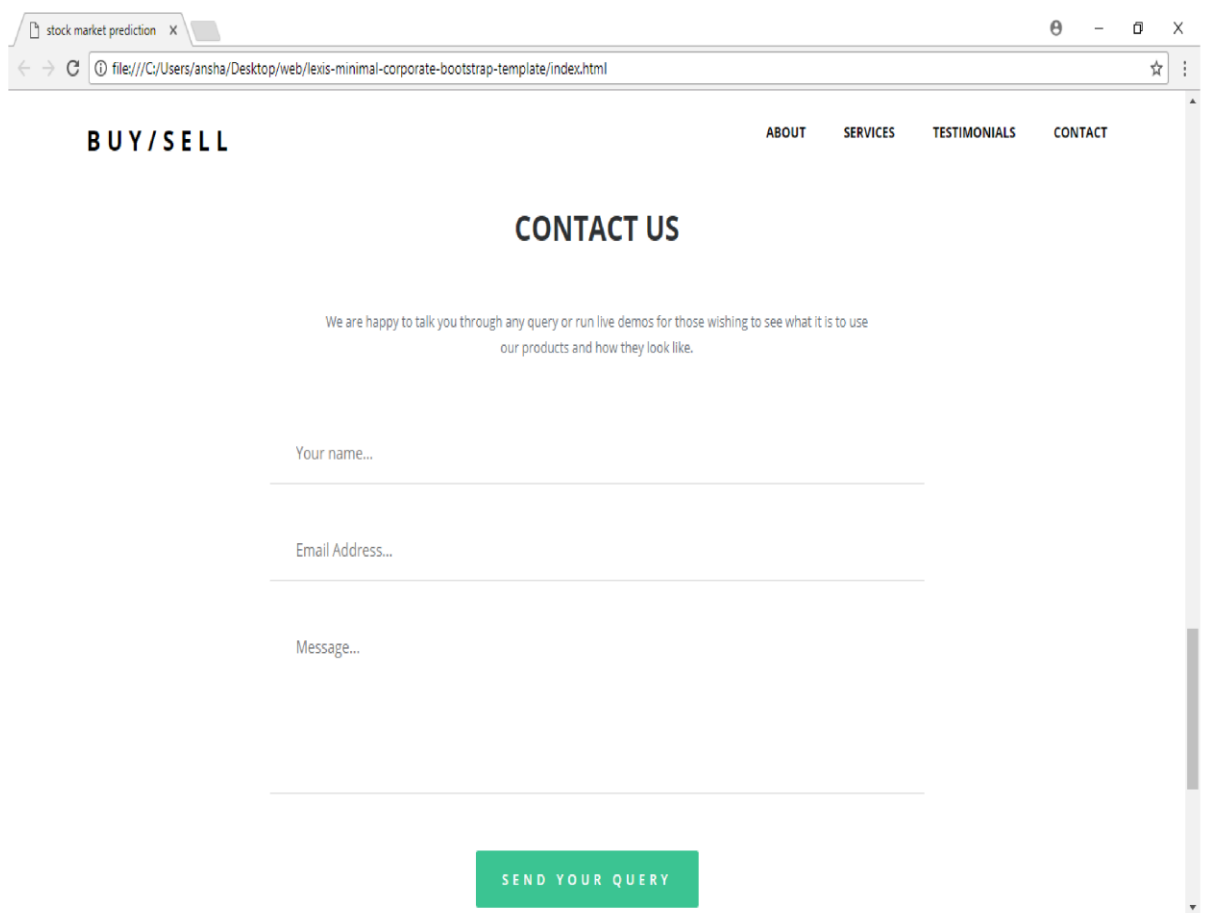 stock market prediction
file:///C:/Users/ansha/Desktop/web/lexis-minimal-corporate-bootstrap-template/index.html
BUY/SELL
ABOUT SERVICES TESTIMONIALS CONTACT
CONTACT US
We are happy to talk you through any query or run live demos for those wishing to see what it is to use
our products and how they look like.
Your name...
Email Address...
Message...
SEND YOUR QUERY